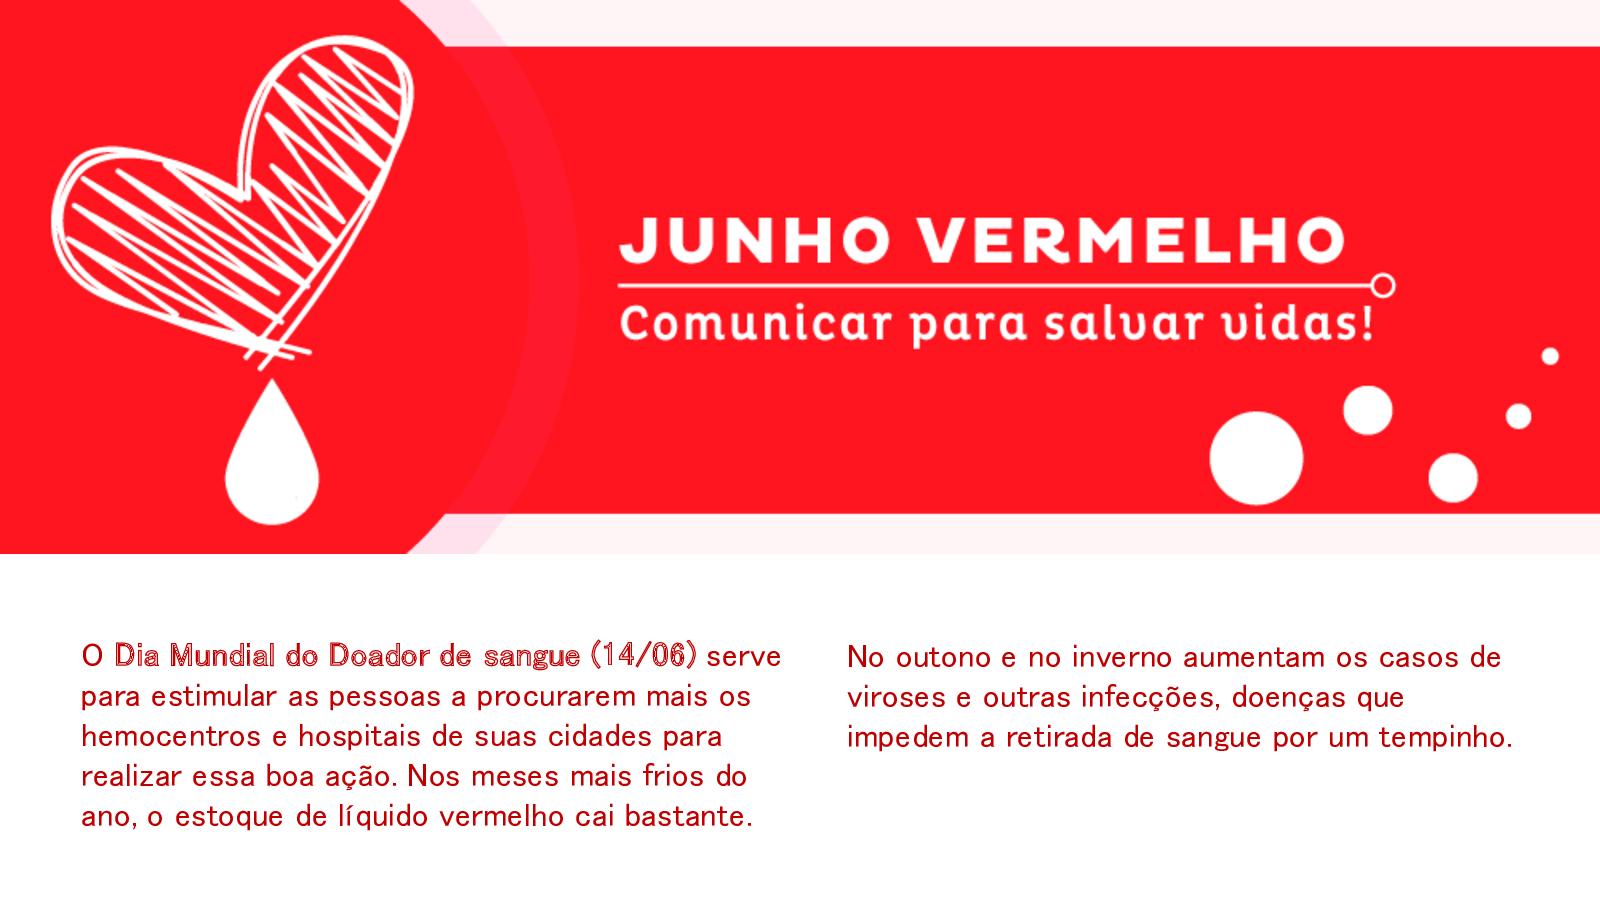 JUNHO VERMELHO
Comunicar para salvar vidas!
O Dia Mundial do Doador de sangue (14/06) serve
para estimular as pessoas a procurarem mais os
hemocentros e hospitais de suas cidades para
realizar essa boa ação. Nos meses mais frios do
ano, o estoque de líquido vermelho cai bastante.
No outono e no inverno aumentam os casos de
viroses e outras infecções, doenças que
impedem a retirada de sangue por um tempinho.